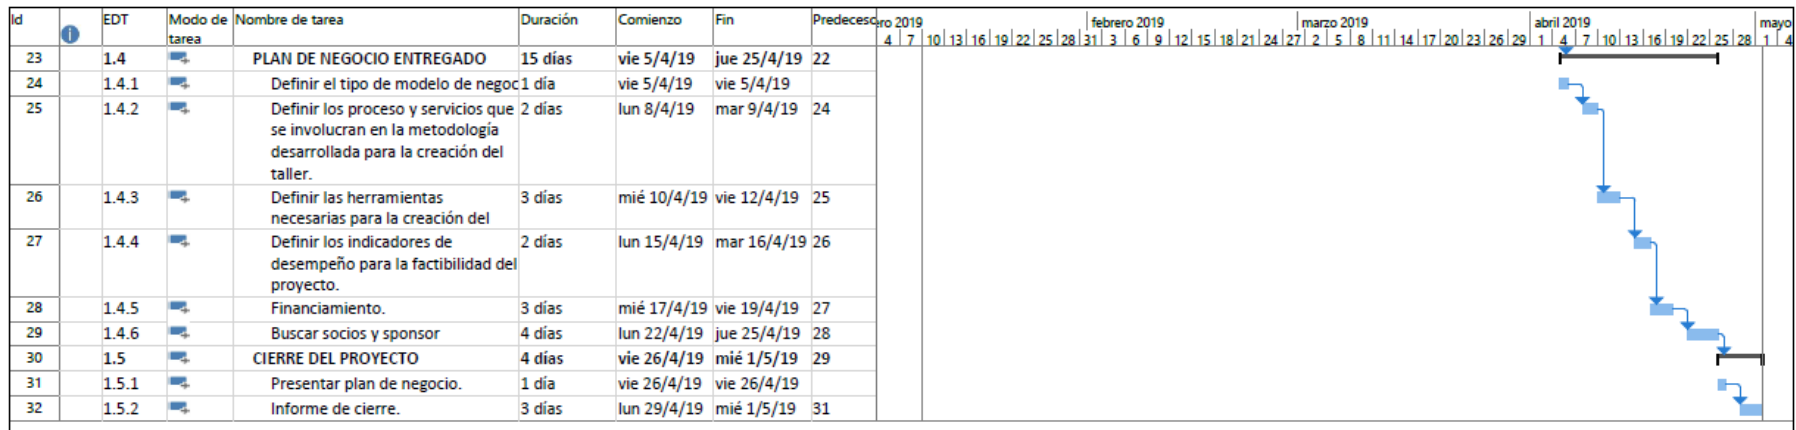 Id EDT Modo de tarea Nombre de tarea Duración Comienzo Fin Predeceso ro 2019 febrero 2019 marzo 2019 abril 2019 mayo
4 7 10 13 16 19 22 25 28 31 3 6 9 12 15 18 21 24 27 2 5 8 11 14 17 20 23 26 29 1 4 7 10 13 16 19 22 25 28 1 4
23 1.4 PLAN DE NEGOCIO ENTREGADO 15 días vie 5/4/19 jue 25/4/19 22
24 1.4.1 Definir el tipo de modelo de negoc 1 día vie 5/4/19 vie 5/4/19
25 1.4.2 Definir los proceso y servicios que 2 días lun 8/4/19 mar 9/4/19 24
se involucran en la metodología
desarrollada para la creación del
taller.
26 1.4.3 Definir las herramientas 3 días mié 10/4/19 vie 12/4/19 25
necesarias para la creación del
27 1.4.4 Definir los indicadores de 2 días lun 15/4/19 mar 16/4/19 26
desempeño para la factibilidad del
proyecto.
28 1.4.5 Financiamiento. 3 días mié 17/4/19 vie 19/4/19 27
29 1.4.6 Buscar socios y sponsor 4 días lun 22/4/19 jue 25/4/19 28
30 1.5 CIERRE DEL PROYECTO 4 días vie 26/4/19 mié 1/5/19 29
31 1.5.1 Presentar plan de negocio. 1 día vie 26/4/19 vie 26/4/19
32 1.5.2 Informe de cierre. 3 días lun 29/4/19 mié 1/5/19 31